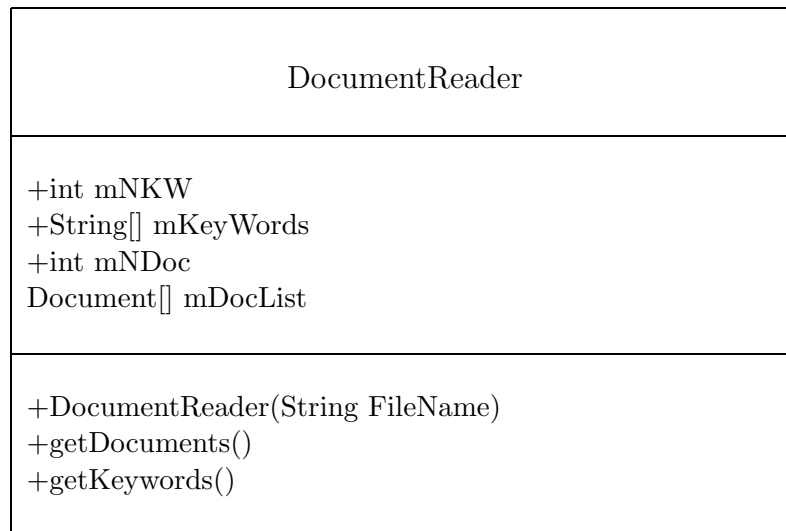 DocumentReader
+int mNKW
+String[] mKeyWords
+int mNDoc
Document[] mDocList
+DocumentReader(String FileName)
+getDocuments()
+getKeywords()